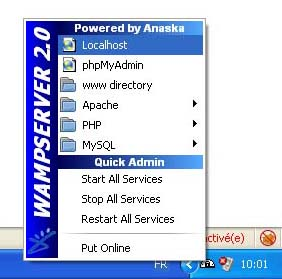 WAMPSERVER 2.0
Powered by Anaska
Localhost
phpMyAdmin
www directory
Apache
PHP
MySQL
Quick Admin
Start All Services
Stop All Services
Restart All Services
Put Online
ctivé(e)
FR
10:01